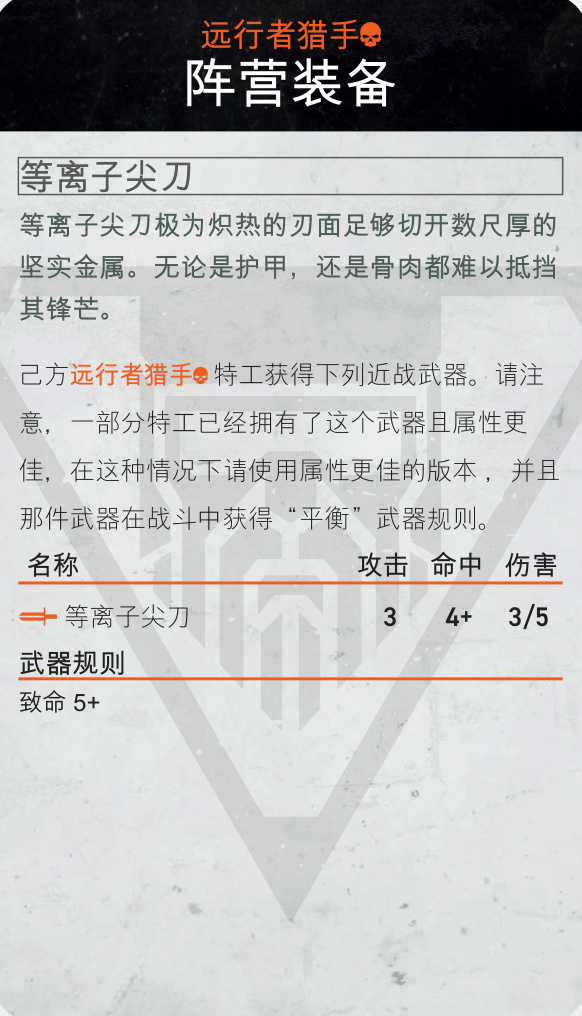 远行者猎手
阵营装备
等离子尖刀
等离子尖刀极为炽热的刃面足够切开数尺厚的
坚实金属。无论是护甲，还是骨肉都难以抵挡
其锋芒。
己方远行者猎手 特工获得下列近战武器。请注
意，一部分特工已经拥有了这个武器且属性更
佳，在这种情况下请使用属性更佳的版本，并且
那件武器在战斗中获得“平衡”武器规则。
名称 攻击 命中 伤害
等离子尖刀 3 4+ 3/5
武器规则
致命 5+